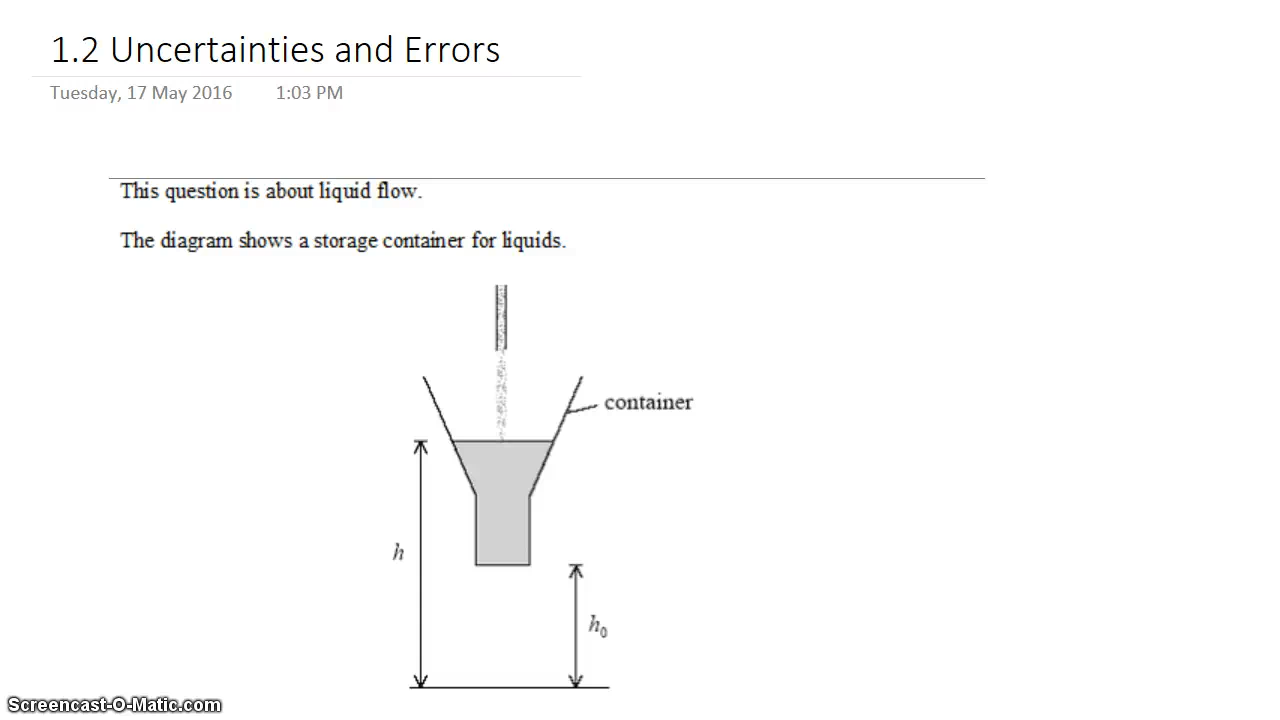 1.2 Uncertainties and Errors
Tuesday, 17 May 2016 1:03 PM
This question is about liquid flow.
The diagram shows a storage container for liquids.
container
h
h₀
Screencast-O-Matic.com